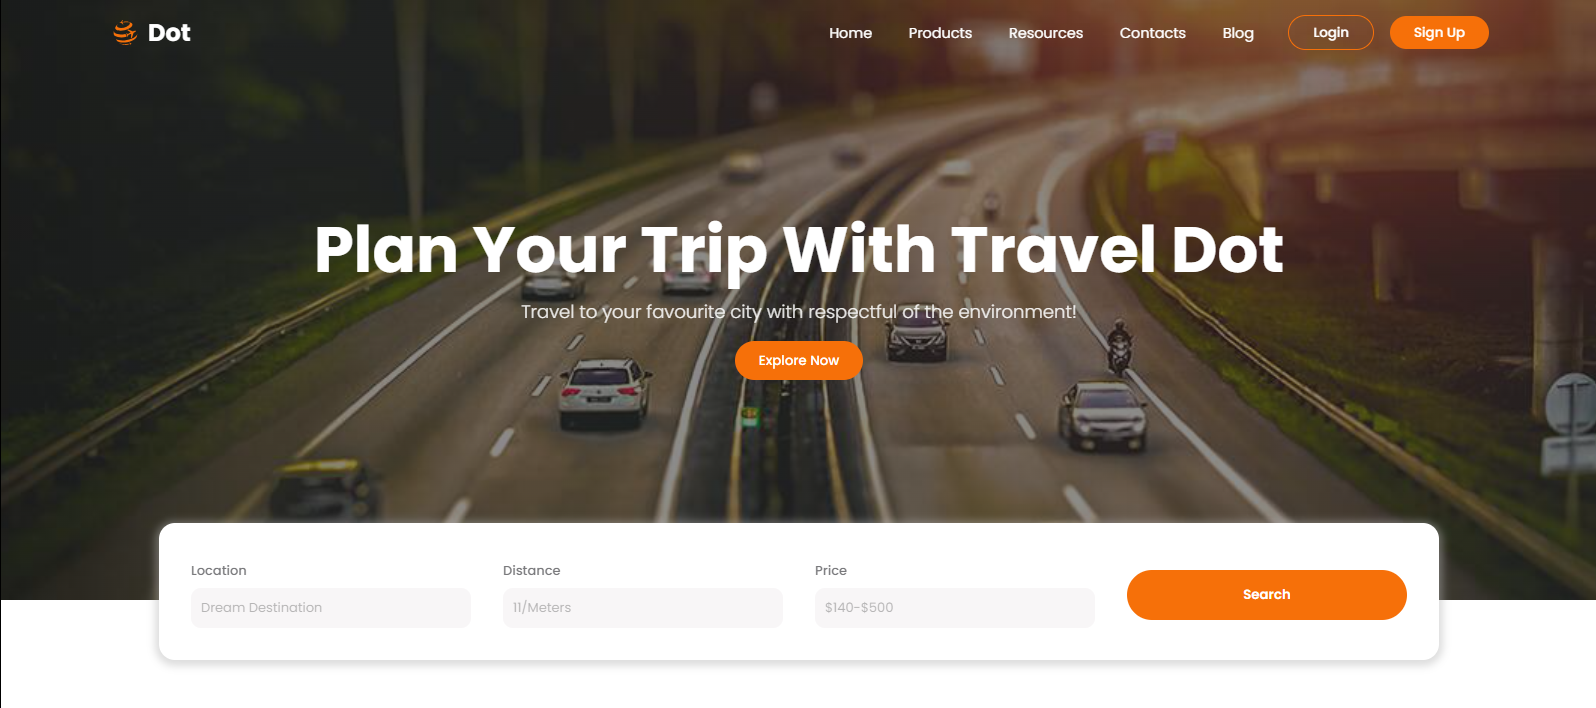 Dot
Home Products Resources Contacts Blog Login Sign Up
Plan Your Trip With Travel Dot
Travel to your favourite city with respectful of the environment!
Explore Now
Location Distance Price
Dream Destination 11/Meters $140-$500 Search